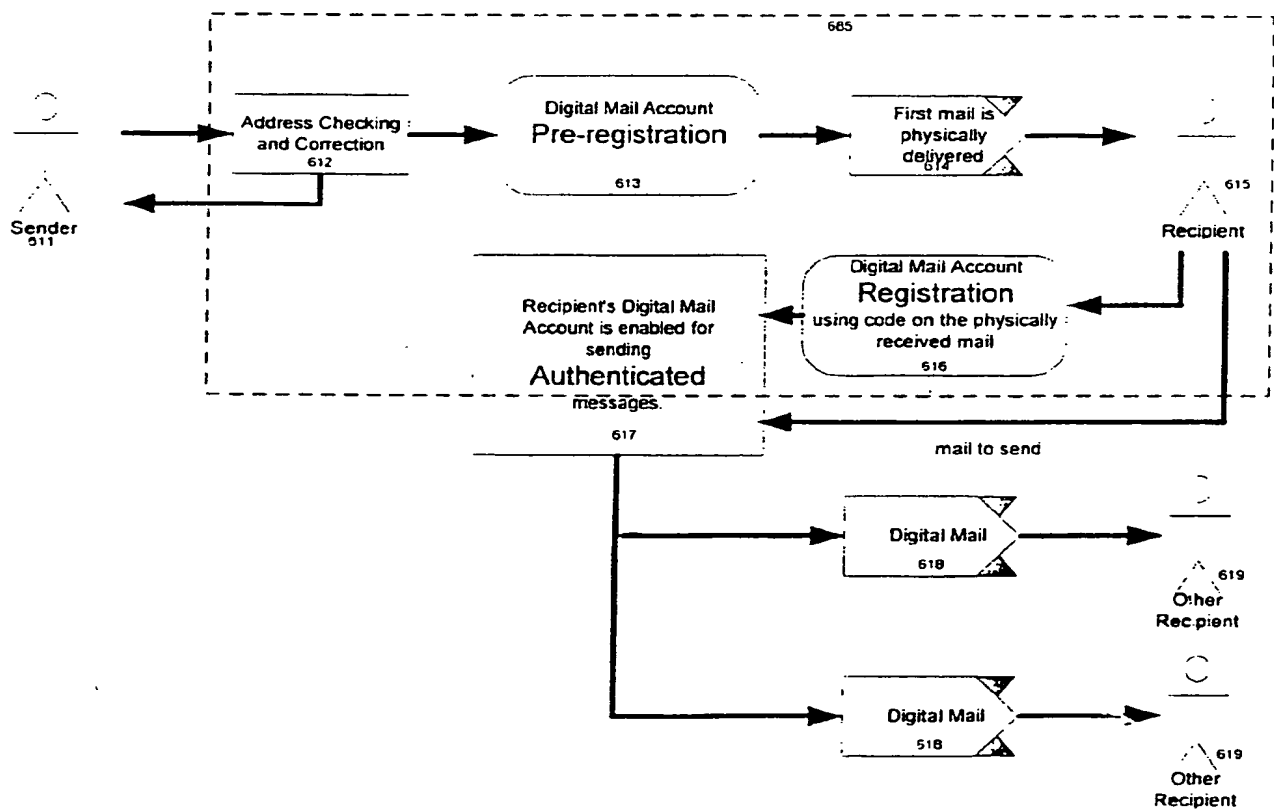 685
Address Checking
and Correction
612
Digital Mail Account
Pre-registration
613
First mail is
physically
delivered
614
Sender
611
615
Recipient
Digital Mail Account
Registration
using code on the physically
received mail
616
Recipient's Digital Mail
Account is enabled for
sending
Authenticated
messages.
617
mail to send
Digital Mail
618
619
Other
Recipient
Digital Mail
618
619
Other
Recipient